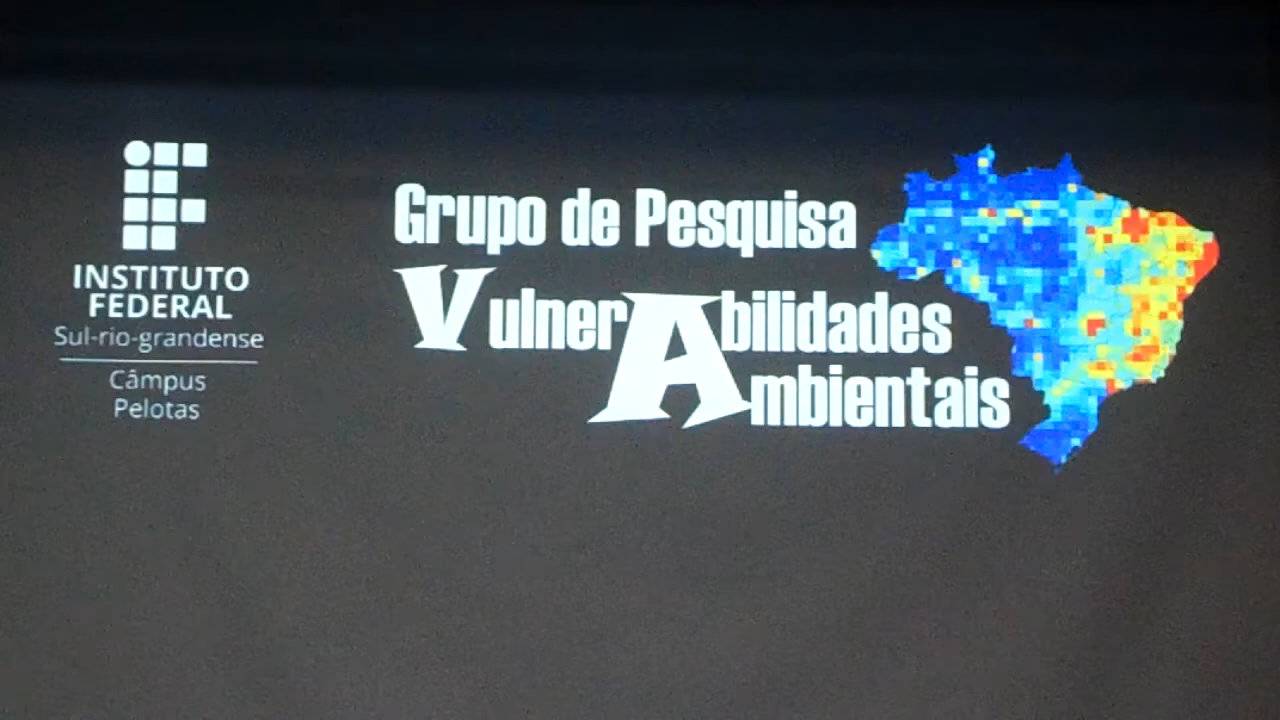 INSTITUTO
FEDERAL
Sul-rio-grandense
Câmpus
Pelotas
Grupo de Pesquisa
VulnerAbilidades
Ambientais